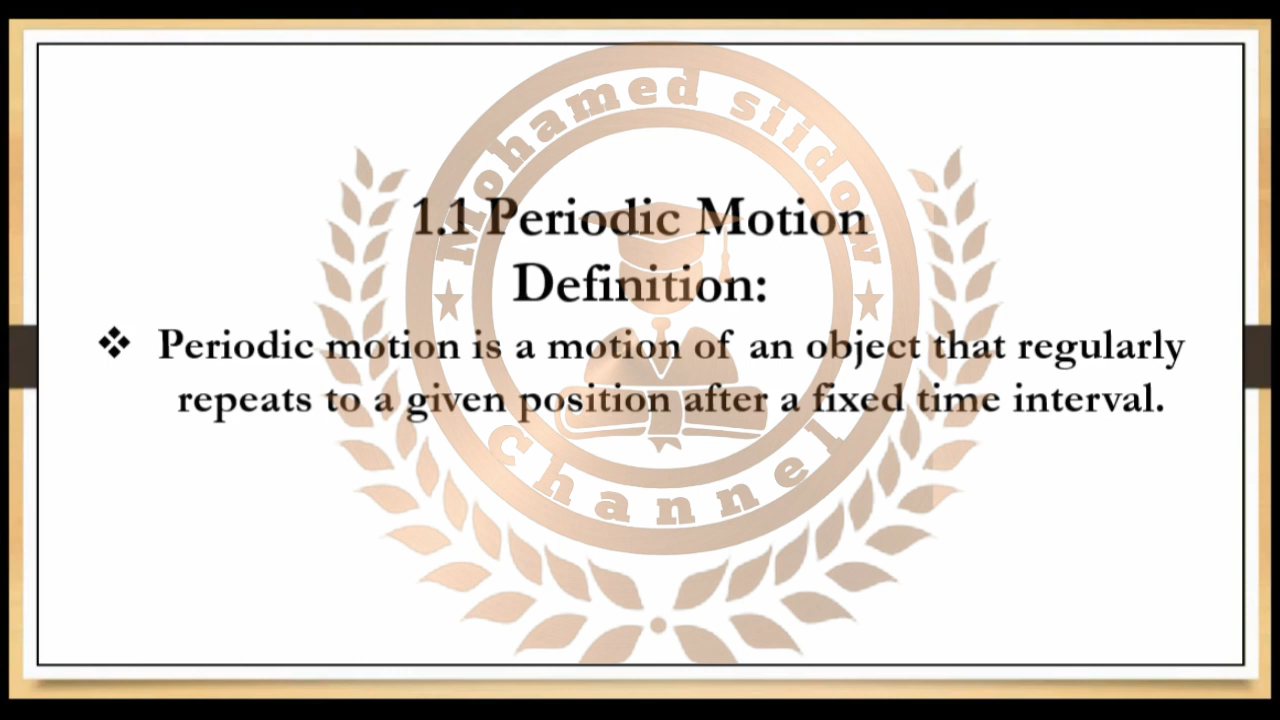 Mohamed siidow
1.1 Periodic Motion
Definition:
❖ Periodic motion is a motion of an object that regularly
repeats to a given position after a fixed time interval.
Channel